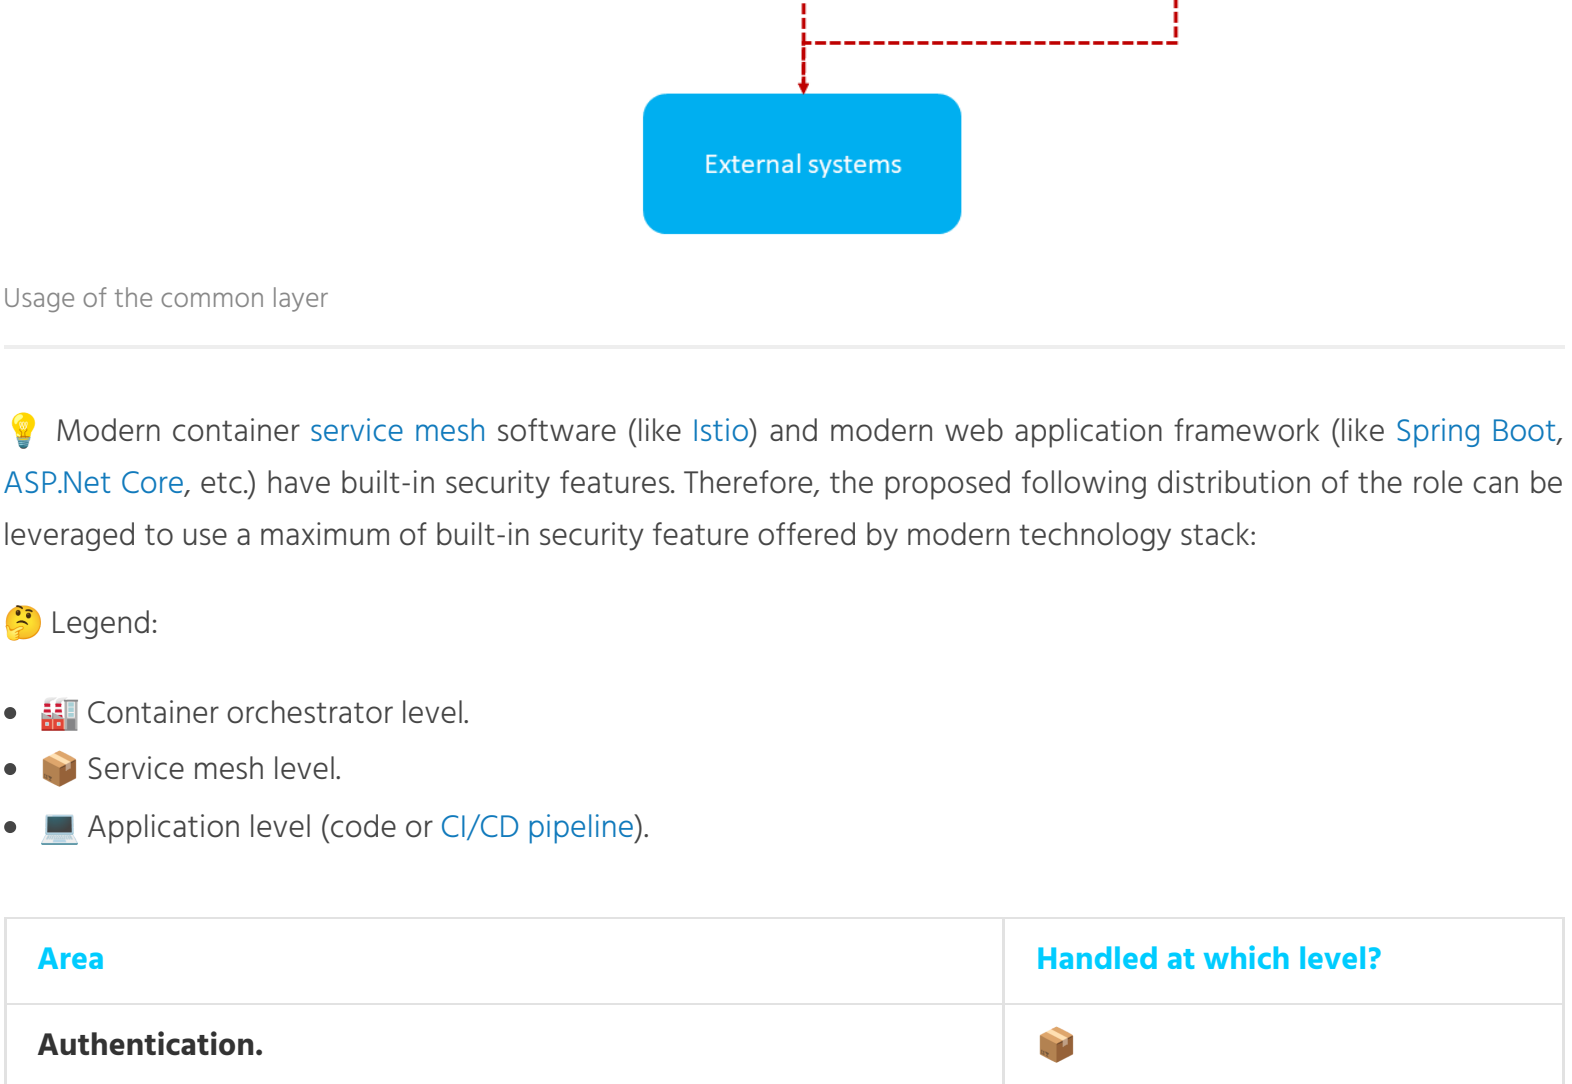 External systems
Usage of the common layer
💡 Modern container service mesh software (like Istio) and modern web application framework (like Spring Boot,
ASP.Net Core, etc.) have built-in security features. Therefore, the proposed following distribution of the role can be
leveraged to use a maximum of built-in security feature offered by modern technology stack:
🤔 Legend:
• 🏭 Container orchestrator level.
• 📦 Service mesh level.
• 💻 Application level (code or CI/CD pipeline).
Area
Handled at which level?
Authentication.
📦